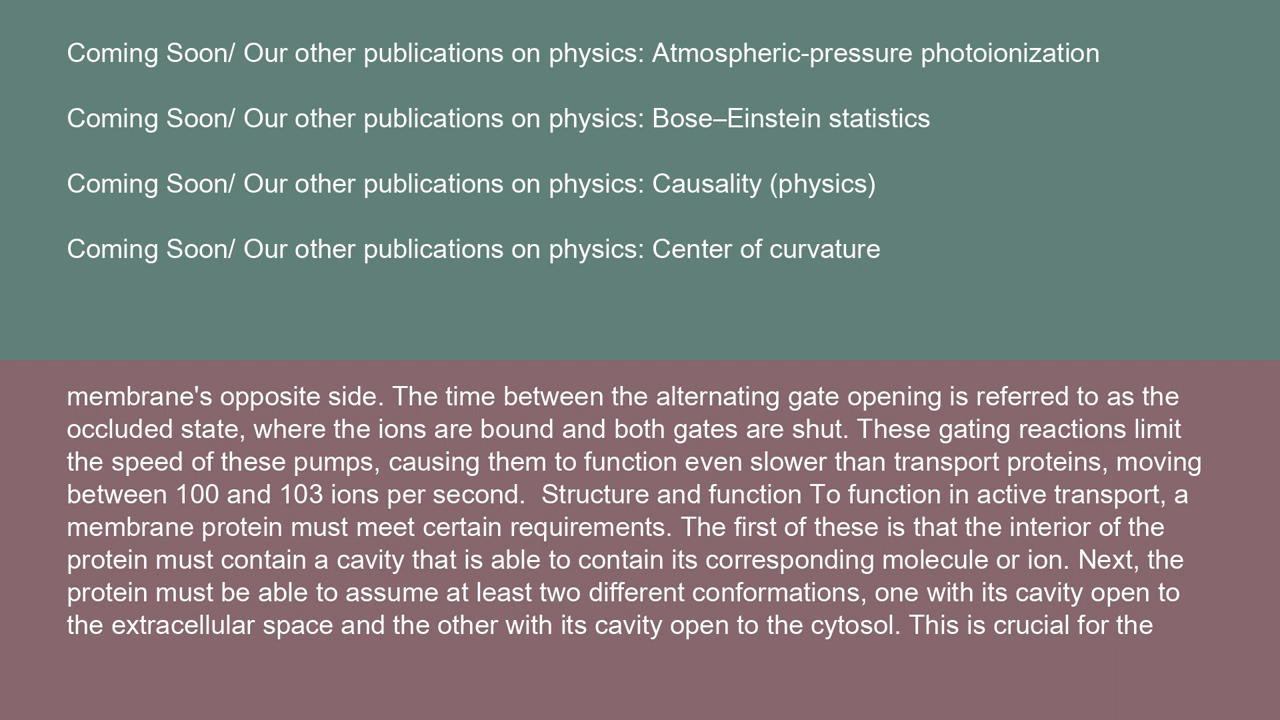 Coming Soon/ Our other publications on physics: Atmospheric-pressure photoionization
Coming Soon/ Our other publications on physics: Bose–Einstein statistics
Coming Soon/ Our other publications on physics: Causality (physics)
Coming Soon/ Our other publications on physics: Center of curvature
membrane's opposite side. The time between the alternating gate opening is referred to as the
occluded state, where the ions are bound and both gates are shut. These gating reactions limit
the speed of these pumps, causing them to function even slower than transport proteins, moving
between 100 and 103 ions per second.  Structure and function To function in active transport, a
membrane protein must meet certain requirements. The first of these is that the interior of the
protein must contain a cavity that is able to contain its corresponding molecule or ion. Next, the
protein must be able to assume at least two different conformations, one with its cavity open to
the extracellular space and the other with its cavity open to the cytosol. This is crucial for the